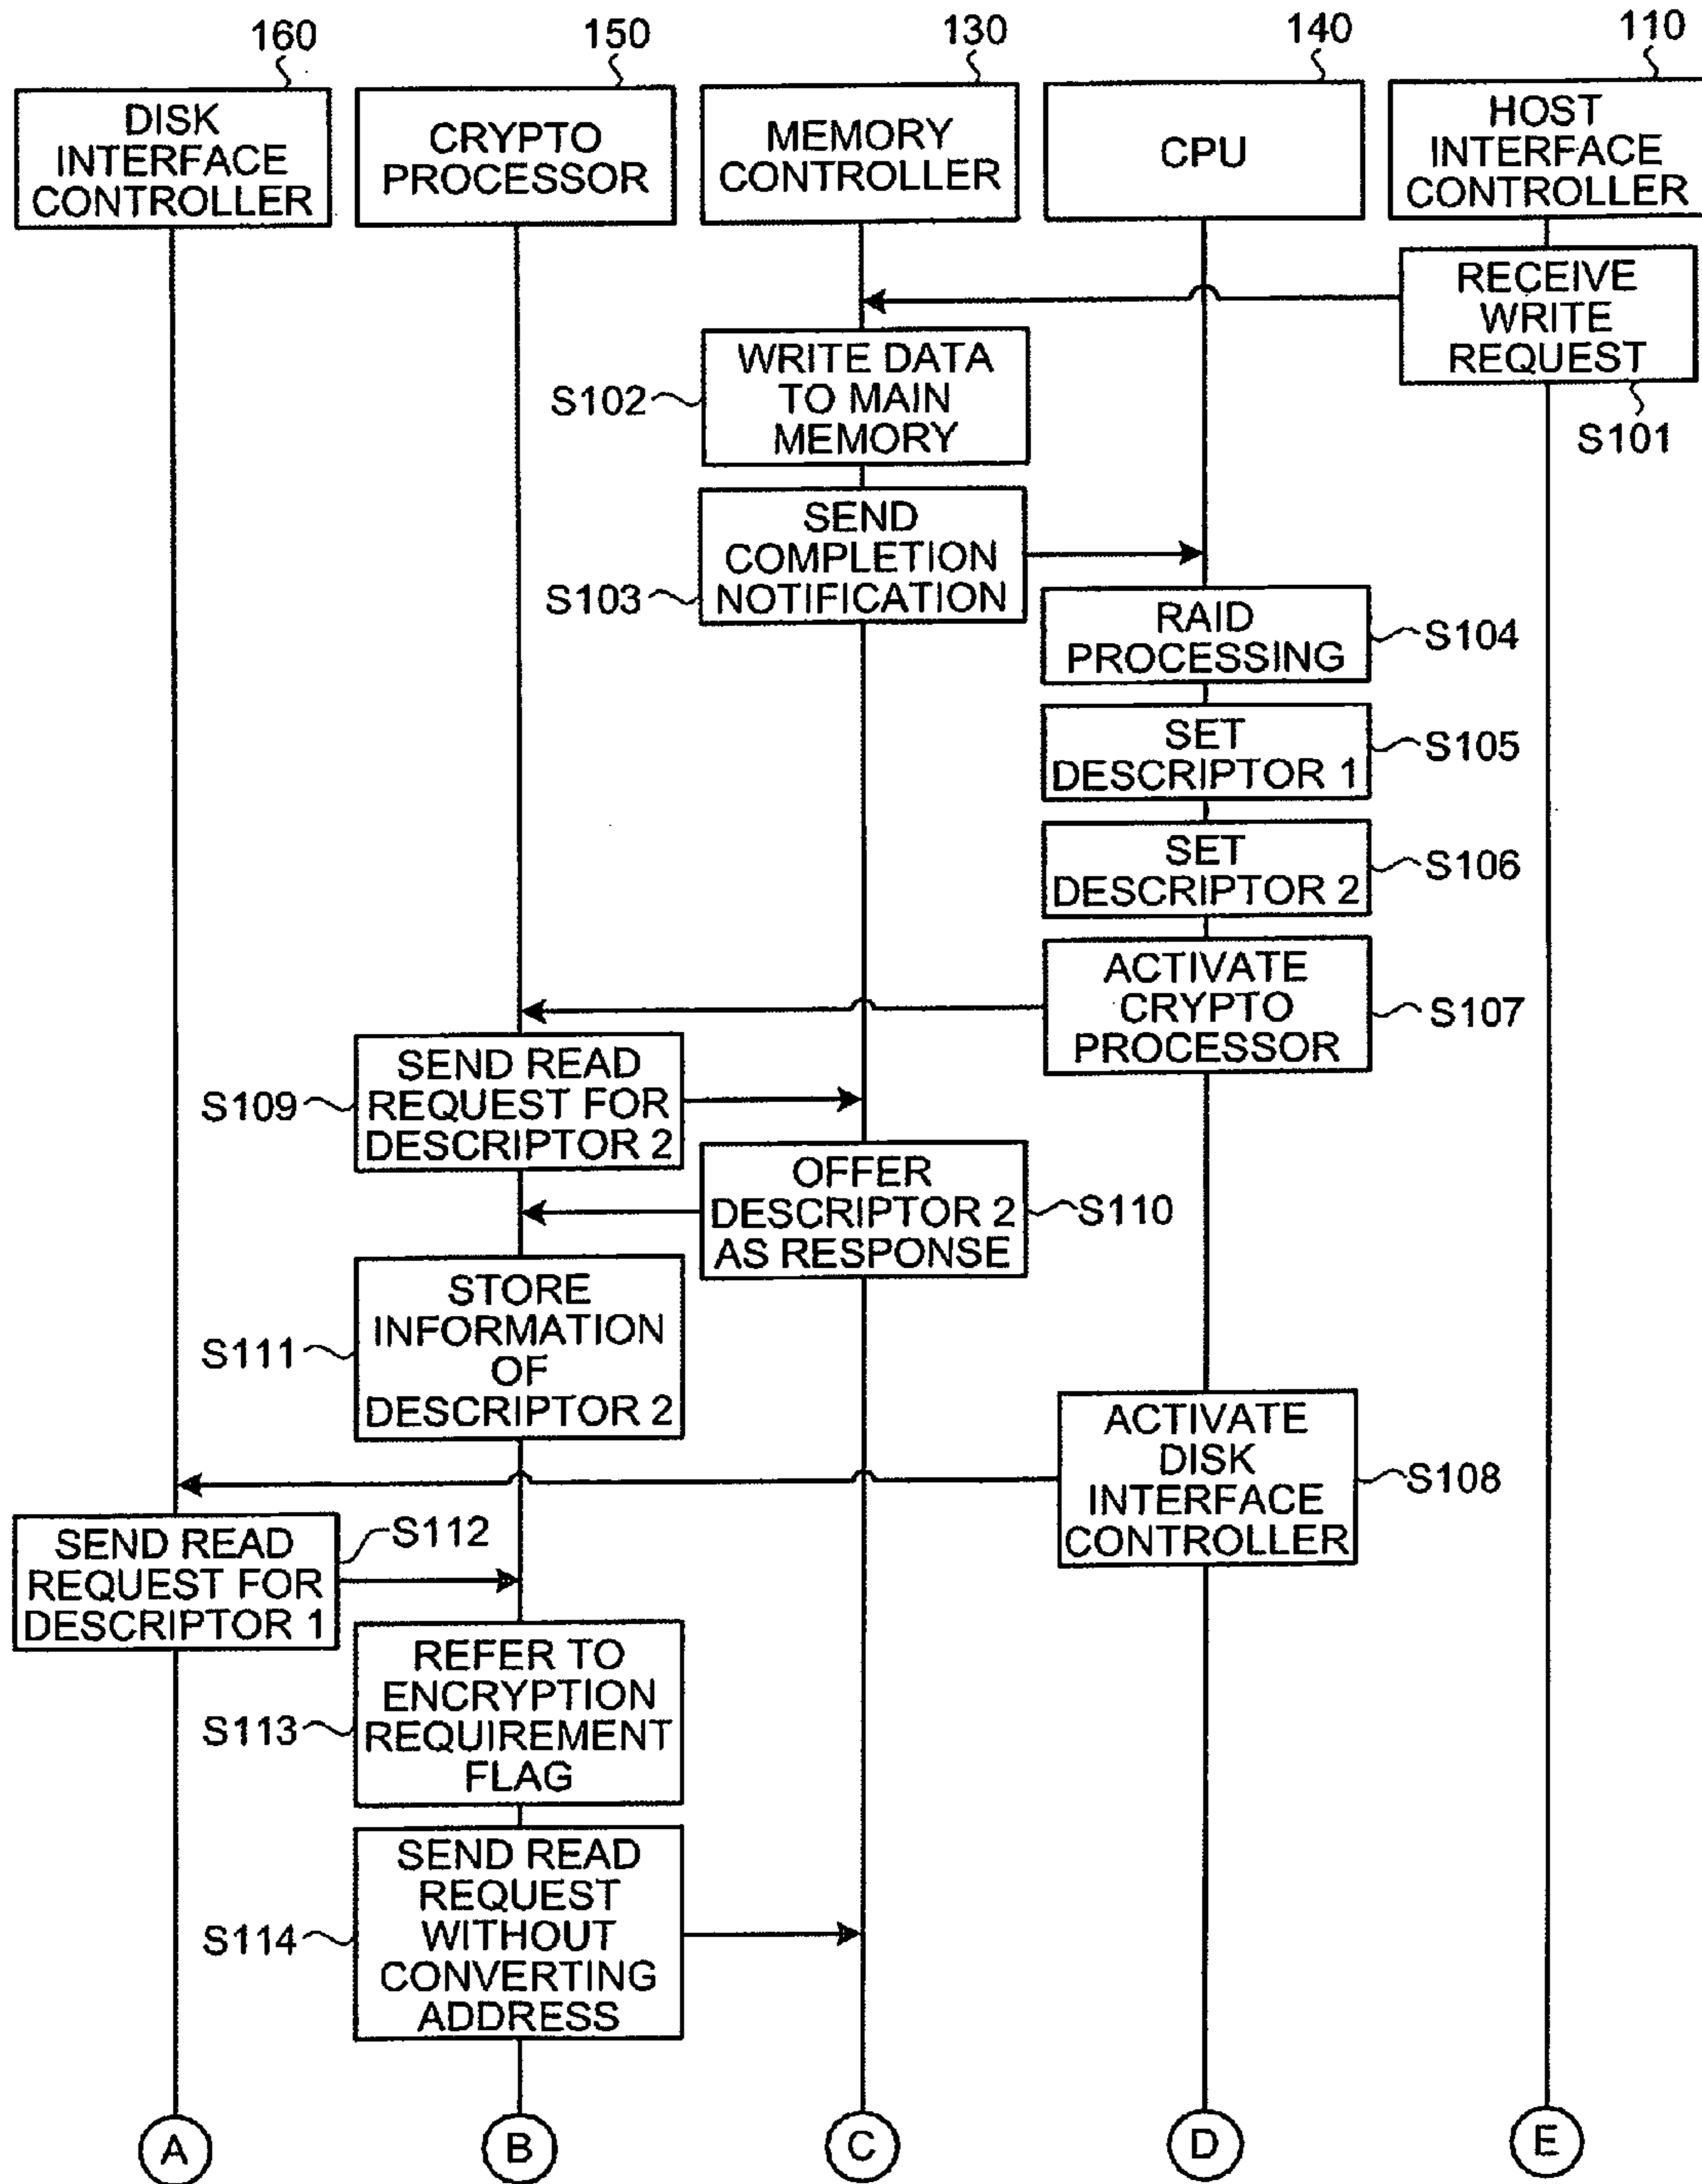 160
150
130
140
110
DISK
INTERFACE
CONTROLLER
CRYPTO
PROCESSOR
MEMORY
CONTROLLER
CPU
HOST
INTERFACE
CONTROLLER
RECEIVE
WRITE
REQUEST
S101
WRITE DATA
TO MAIN
MEMORY
S102
SEND
COMPLETION
NOTIFICATION
S103
RAID
PROCESSING
S104
SET
DESCRIPTOR 1
S105
SET
DESCRIPTOR 2
S106
ACTIVATE
CRYPTO
PROCESSOR
S107
SEND READ
REQUEST FOR
DESCRIPTOR 2
S109
OFFER
DESCRIPTOR 2
AS RESPONSE
S110
STORE
INFORMATION
OF
DESCRIPTOR 2
S111
ACTIVATE
DISK
INTERFACE
CONTROLLER
S108
SEND READ
REQUEST FOR
DESCRIPTOR 1
S112
REFER TO
ENCRYPTION
REQUIREMENT
FLAG
S113
SEND READ
REQUEST
WITHOUT
CONVERTING
ADDRESS
S114
A
B
C
D
E